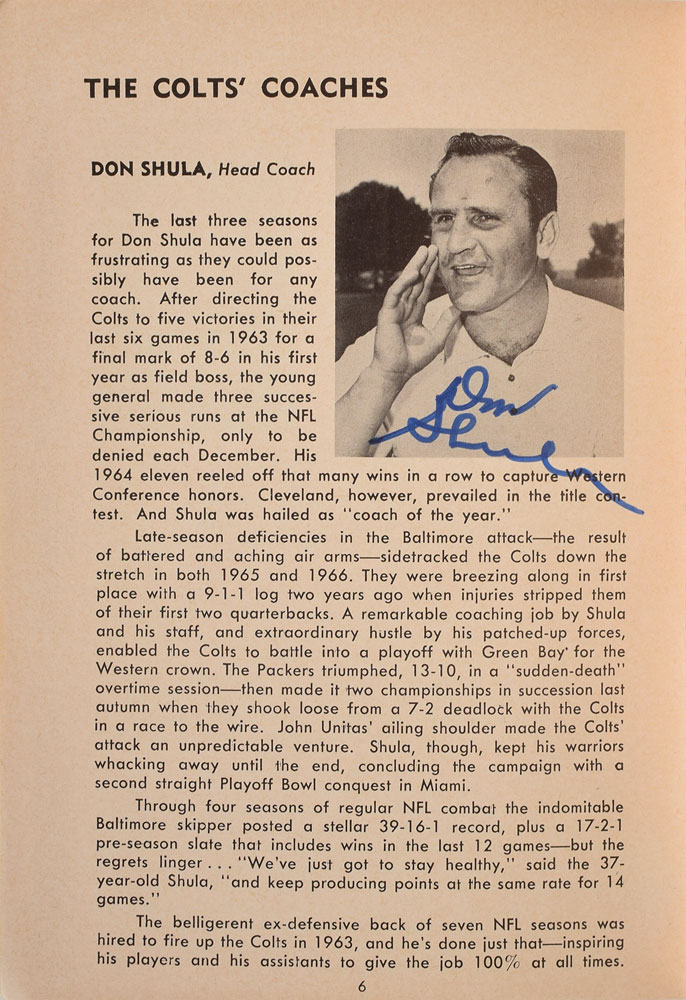 THE COLTS' COACHES
DON SHULA, Head Coach
The last three seasons
for Don Shula have been as
frustrating as they could pos-
sibly have been for any
coach. After directing the
Colts to five victories in their
last six games in 1963 for a
final mark of 8-6 in his first
year as field boss, the young
general made three succes-
sive serious runs at the NFL
Championship, only to be
denied each December. His
Don
Shula
1964 eleven reeled off that many wins in a row to capture Western
Conference honors. Cleveland, however, prevailed in the title con-
test. And Shula was hailed as "coach of the year."
Late-season deficiencies in the Baltimore attack—the result
of battered and aching air arms—sidetracked the Colts down the
stretch in both 1965 and 1966. They were breezing along in first
place with a 9-1-1 log two years ago when injuries stripped them
of their first two quarterbacks. A remarkable coaching job by Shula
and his staff, and extraordinary hustle by his patched-up forces,
enabled the Colts to battle into a playoff with Green Bay for the
Western crown. The Packers triumphed, 13-10, in a "sudden-death"
overtime session—then made it two championships in succession last
autumn when they shook loose from a 7-2 deadlock with the Colts
in a race to the wire. John Unitas' ailing shoulder made the Colts'
attack an unpredictable venture. Shula, though, kept his warriors
whacking away until the end, concluding the campaign with a
second straight Playoff Bowl conquest in Miami.
Through four seasons of regular NFL combat the indomitable
Baltimore skipper posted a stellar 39-16-1 record, plus a 17-2-1
pre-season slate that includes wins in the last 12 games—but the
regrets linger . . . "We've just got to stay healthy," said the 37-
year-old Shula, "and keep producing points at the same rate for 14
games."
The belligerent ex-defensive back of seven NFL seasons was
hired to fire up the Colts in 1963, and he's done just that—inspiring
his players and his assistants to give the job 100% at all times.
6